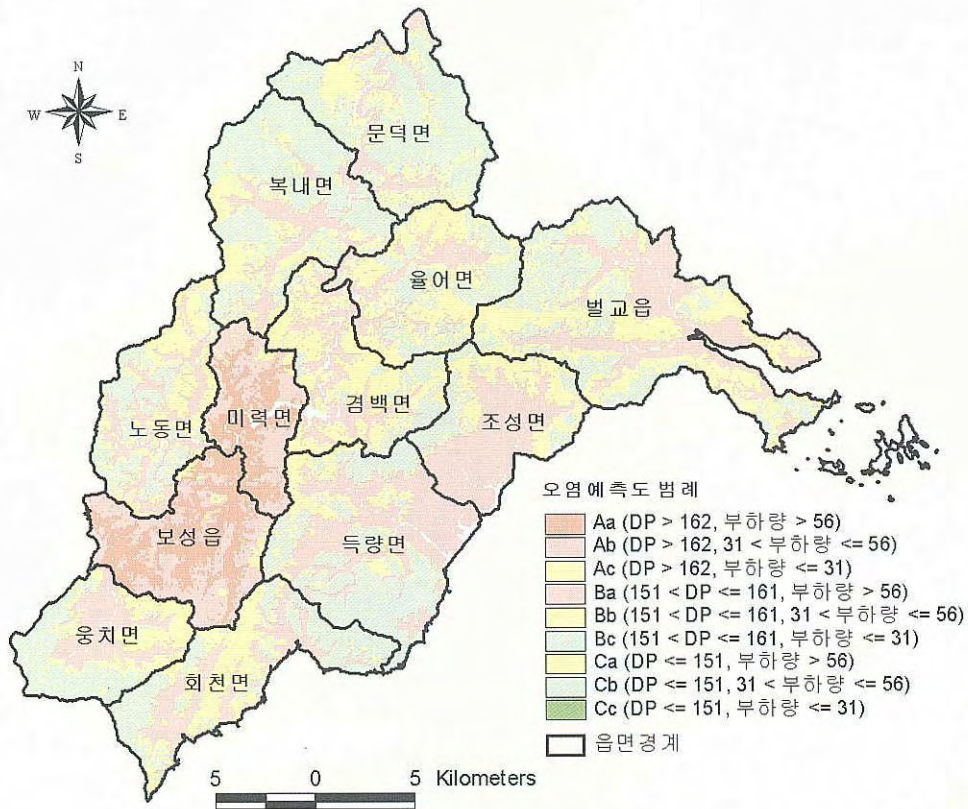 N
W E
S
문덕면
복내면
율어면
벌교읍
겸백면
미력면
노동면
조성면
보성읍
득량면
웅치면
회천면
오염예측도 범례
Aa (DP > 162, 부하량 > 56)
Ab (DP > 162, 31 < 부하량 <= 56)
Ac (DP > 162, 부하량 <= 31)
Ba (151 < DP <= 161, 부하량 > 56)
Bb (151 < DP <= 161, 31 < 부하량 <= 56)
Bc (151 < DP <= 161, 부하량 <= 31)
Ca (DP <= 151, 부하량 > 56)
Cb (DP <= 151, 31 < 부하량 <= 56)
Cc (DP <= 151, 부하량 <= 31)
읍면경계
5 0 5 Kilometers